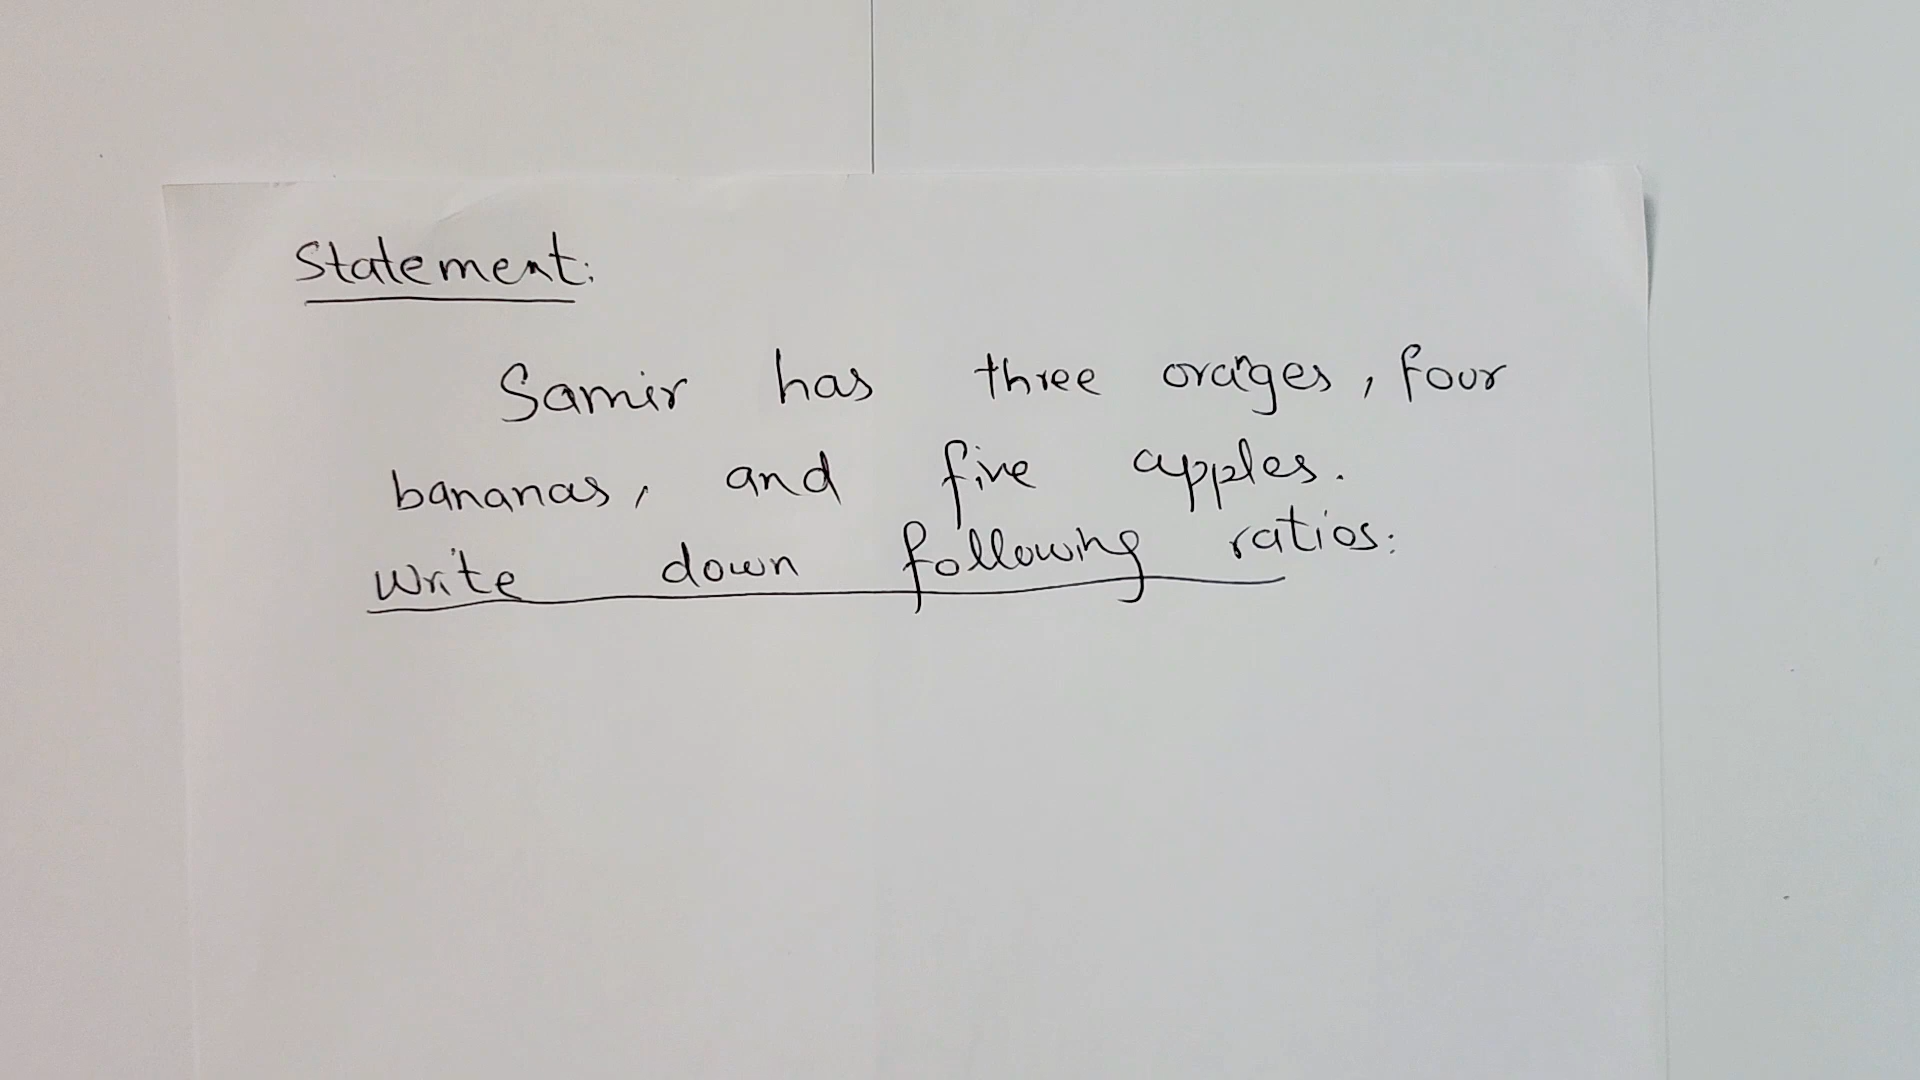 Statement:
Samir has three oranges, four
bananas, and five apples.
Write down following ratios: